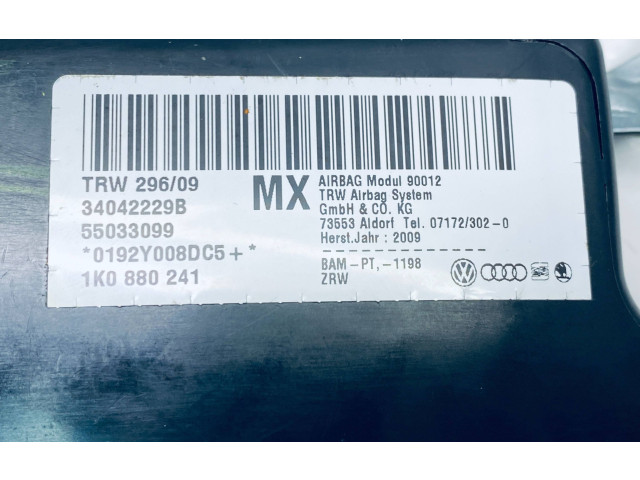 TRW 296/09
34042229B
55033099
*0192Y008DC5+*
1K0 880 241
MX
AIRBAG Modul 90012
TRW Airbag System
GmbH & CO. KG
73553 Aldorf Tel. 07172/302-0
Herst.Jahr : 2009
BAM-PT,-1198
ZRW